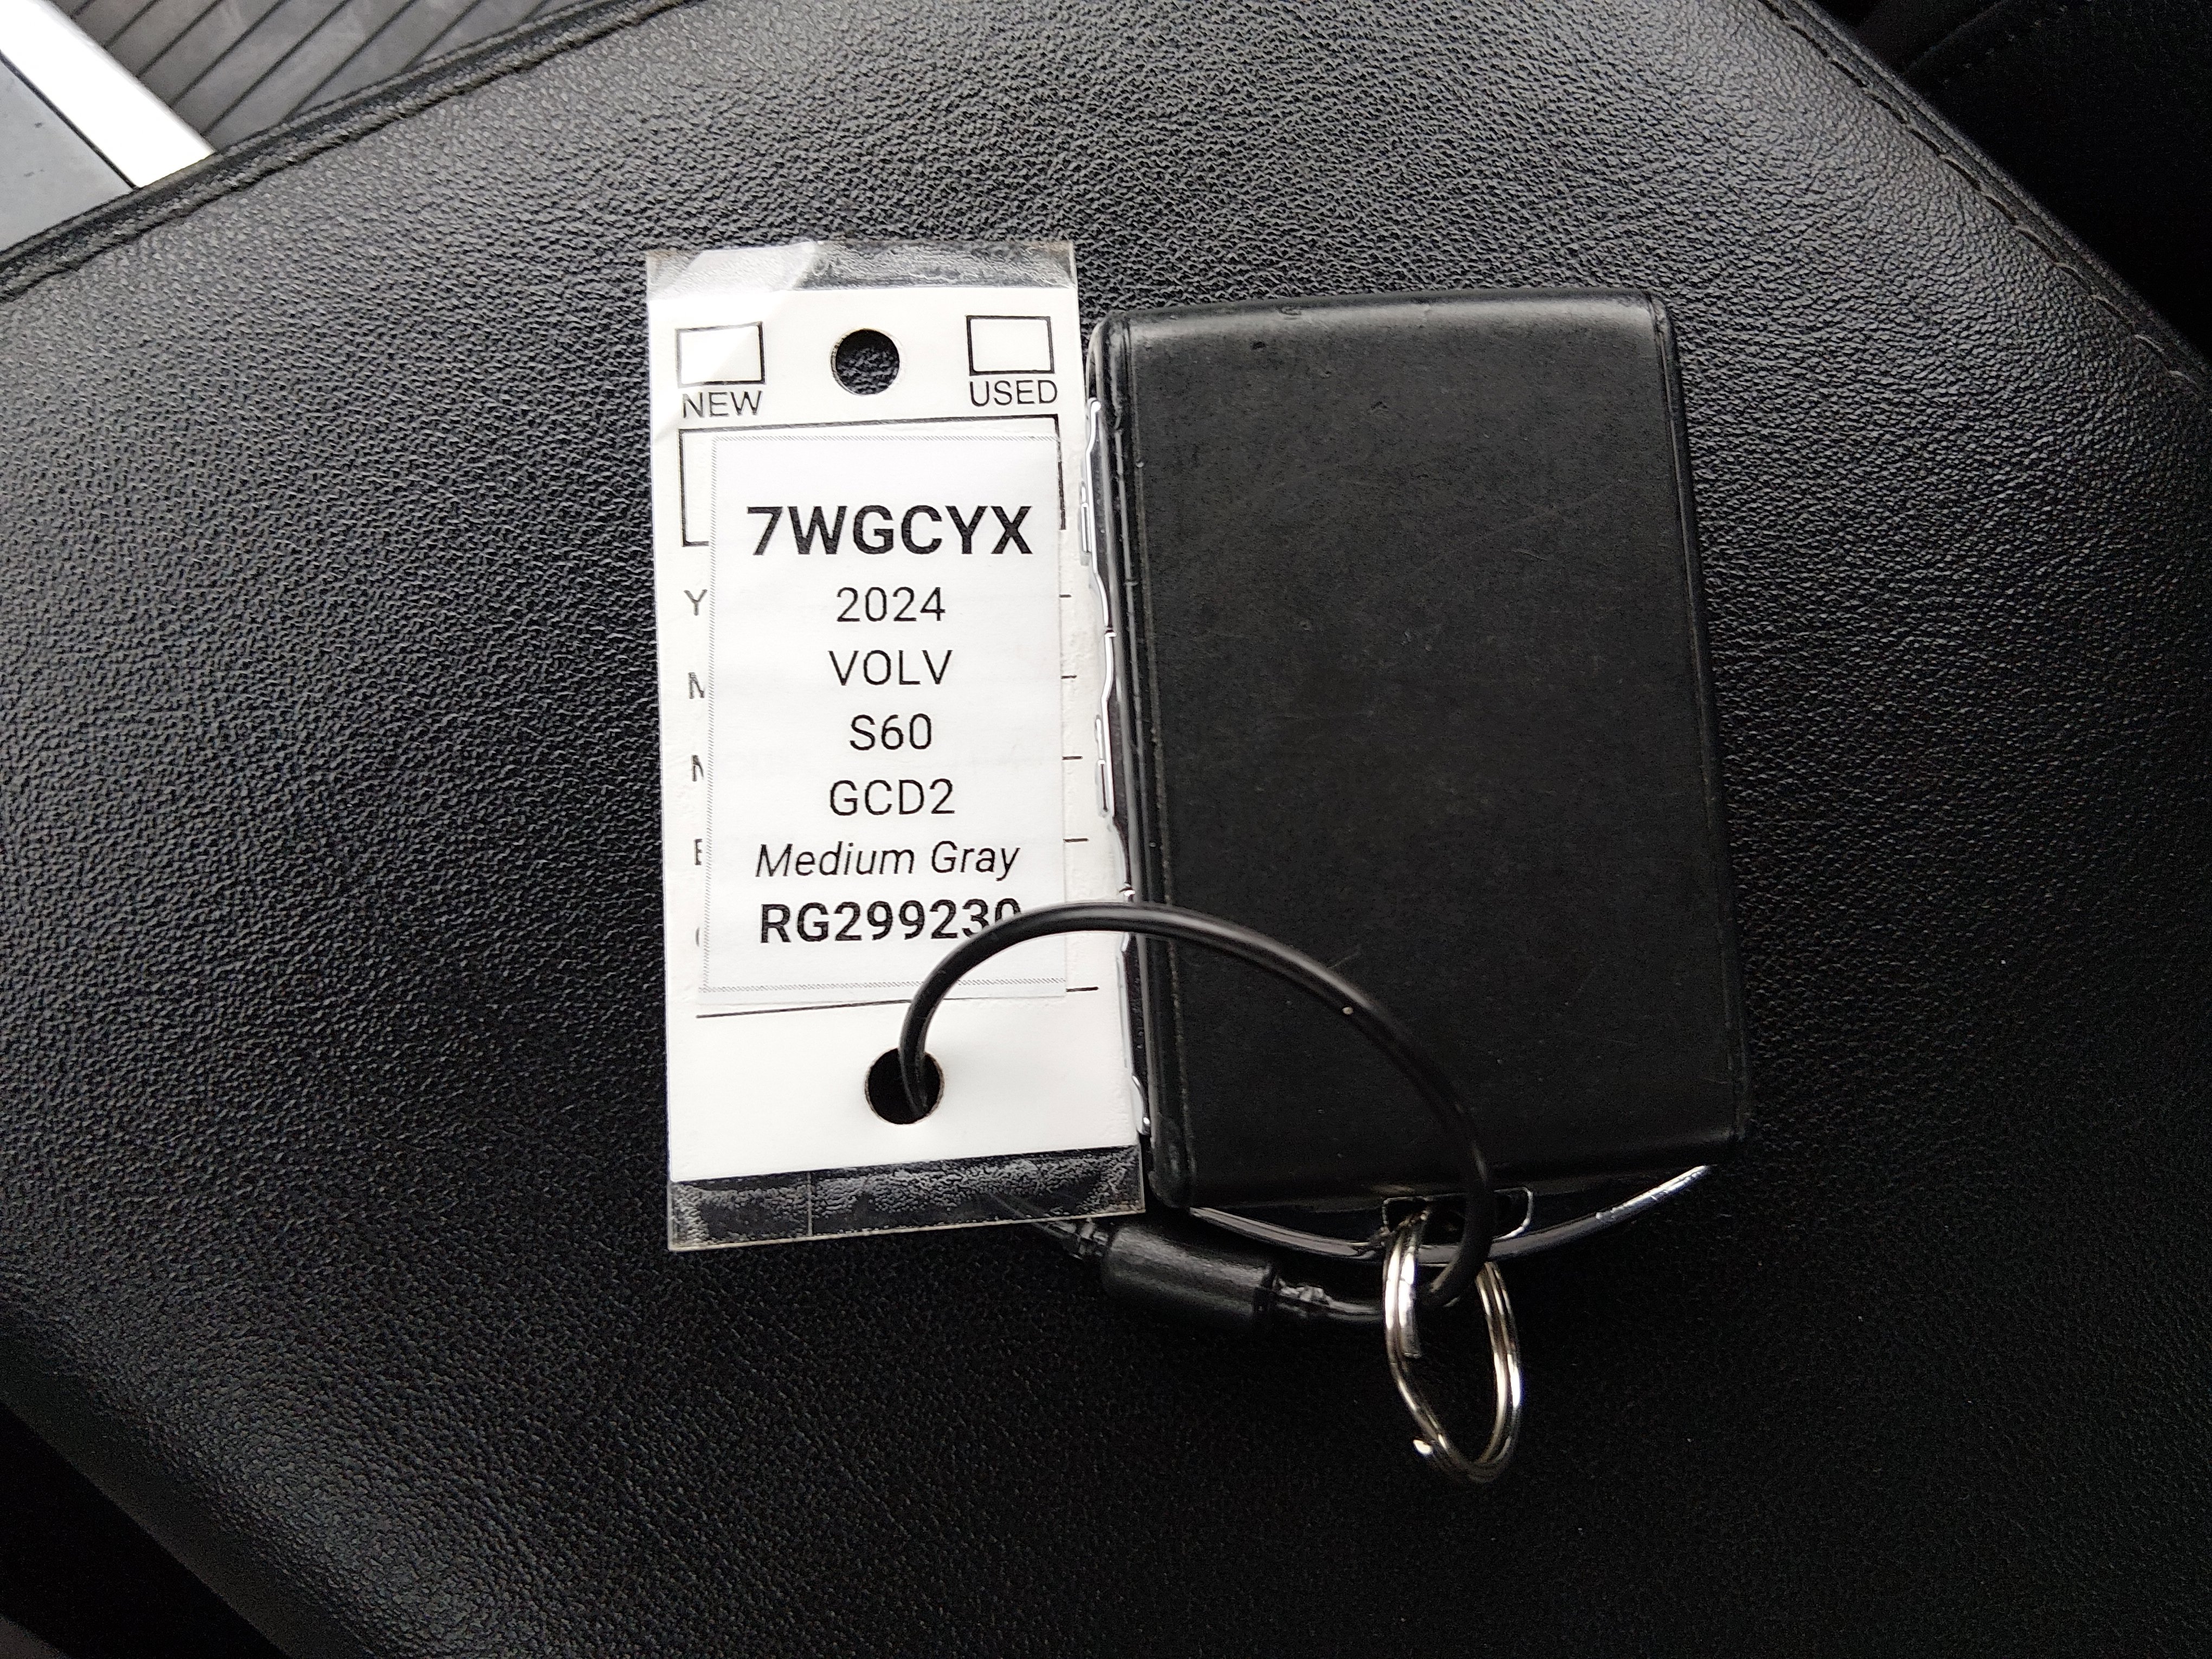 NEW USED
7WGCYX
2024
VOLV
S60
GCD2
Medium Gray
RG299230